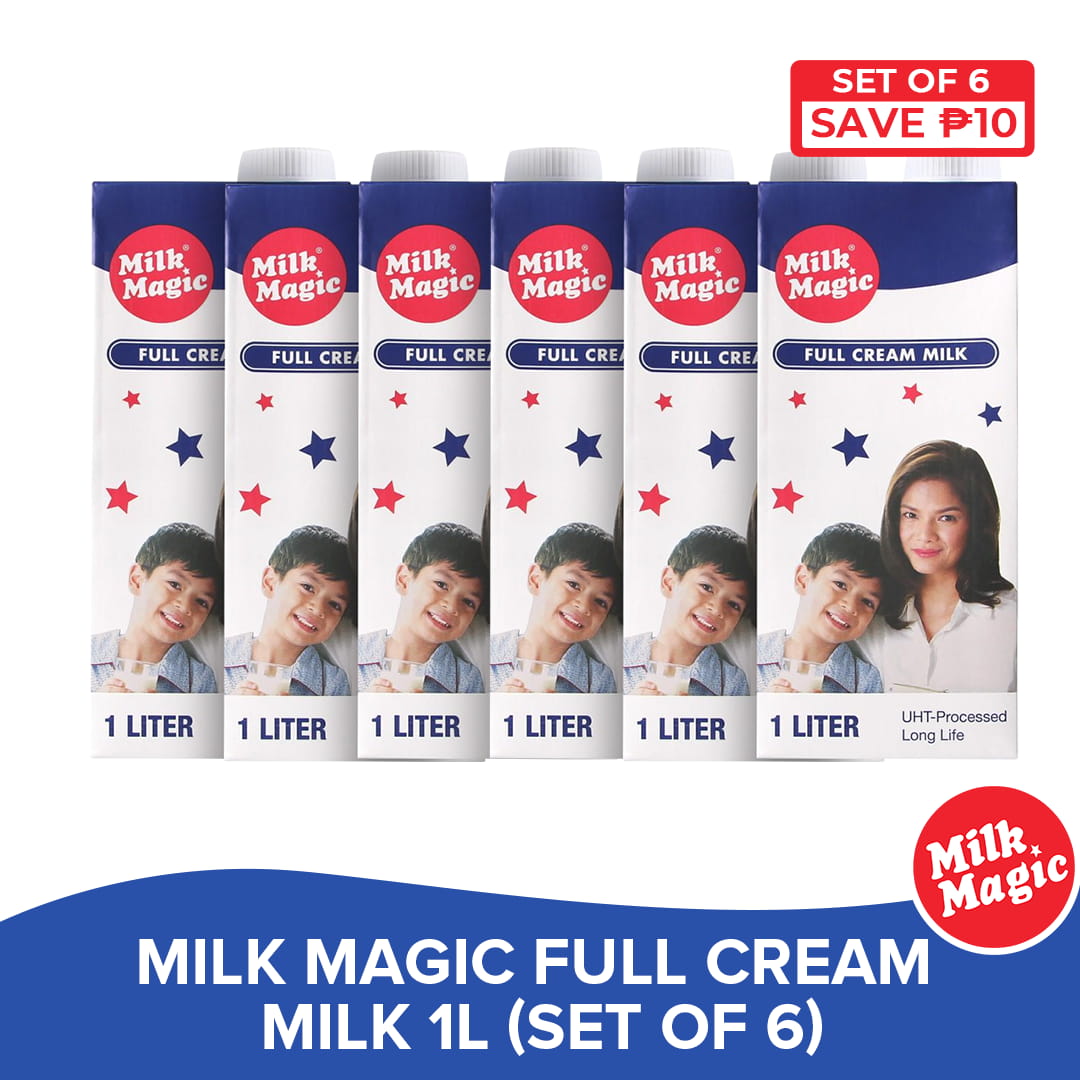 SET OF 6
SAVE ₱10
Milk®
Magic
Milk®
Magic
Milk®
Magic
Milk®
Magic
Milk®
Magic
Milk®
Magic
FULL CREA
FULL CREA
FULL CREA
FULL CREA
FULL CREA
FULL CREAM MILK
1 LITER
1 LITER
1 LITER
1 LITER
1 LITER
1 LITER
UHT-Processed
Long Life
Milk
Magic
MILK MAGIC FULL CREAM
MILK 1L (SET OF 6)